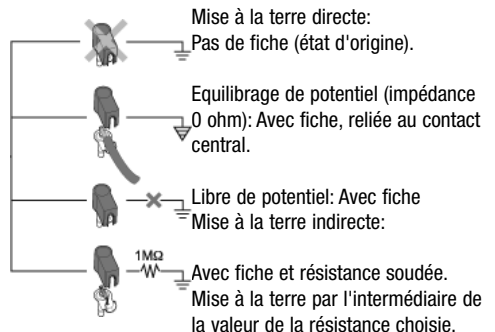 Mise à la terre directe:
Pas de fiche (état d'origine).
Equilibrage de potentiel (impédance
0 ohm): Avec fiche, reliée au contact
central.
Libre de potentiel: Avec fiche
Mise à la terre indirecte:
1MΩ
Avec fiche et résistance soudée.
Mise à la terre par l'intermédiaire de
la valeur de la résistance choisie.